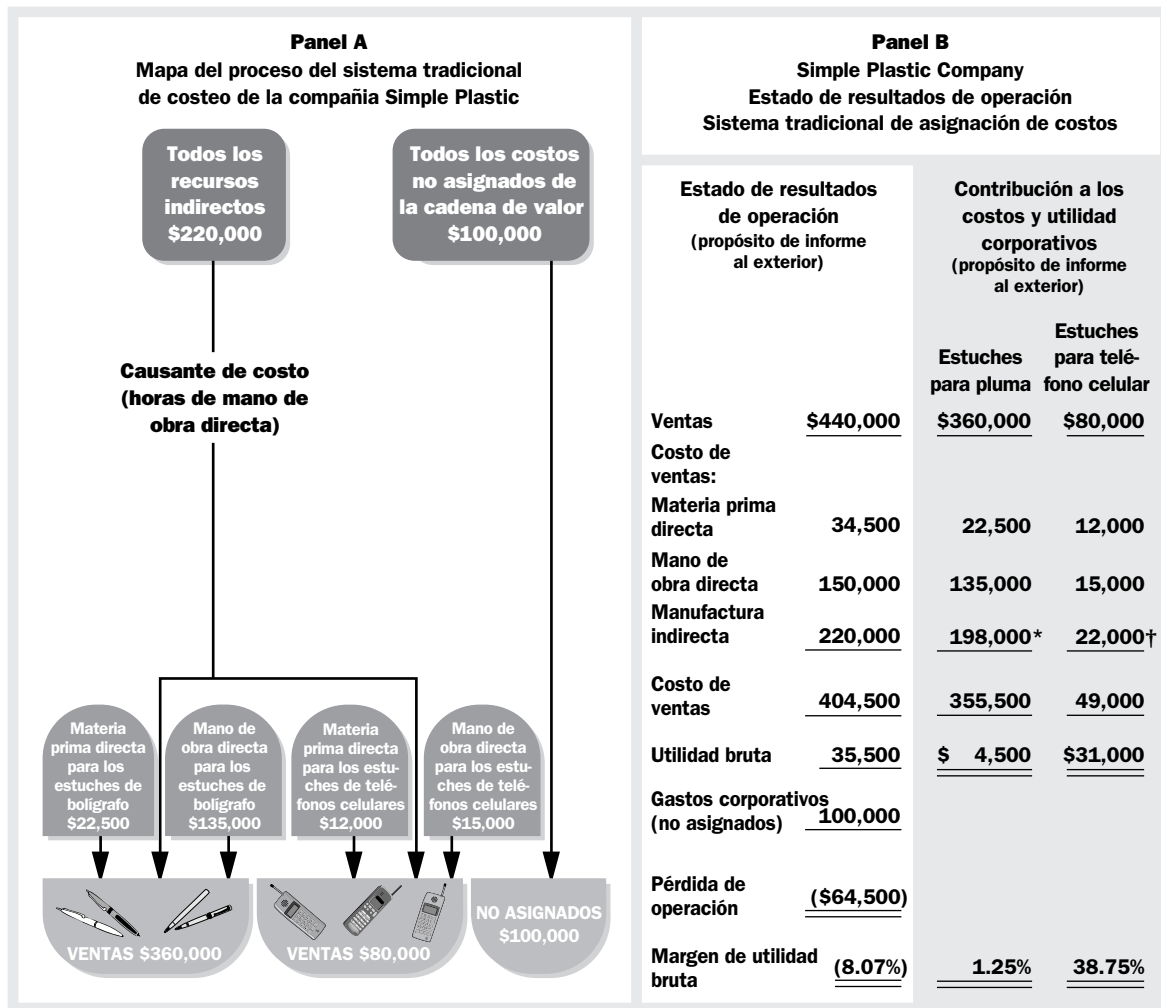 Panel A
Mapa del proceso del sistema tradicional
de costeo de la compañia Simple Plastic
Todos los
recursos
indirectos
$220,000
Todos los costos
no asignados de
la cadena de valor
$100,000
Causante de costo
(horas de mano de
obra directa)
Materia
prima directa
para los
estuches de
bolígrafo
$22,500
Mano de
obra directa
para los
estuches de
bolígrafo
$135,000
Materia
prima directa
para los estu-
ches de telé-
fonos celulares
$12,000
Mano de
obra directa
para los estu-
ches de telé-
fonos celulares
$15,000
VENTAS $360,000
VENTAS $80,000
NO ASIGNADOS
$100,000
Panel B
Simple Plastic Company
Estado de resultados de operación
Sistema tradicional de asignación de costos
Estado de resultados
de operación
(propósito de informe
al exterior)
Contribución a los
costos y utilidad
corporativos
(propósito de informe
al exterior)
Estuches
para pluma
Estuches
para telé-
fono celular
Ventas $440,000 $360,000 $80,000
Costo de
ventas:
Materia prima
directa 34,500 22,500 12,000
Mano de
obra directa 150,000 135,000 15,000
Manufactura
indirecta 220,000 198,000* 22,000†
Costo de
ventas 404,500 355,500 49,000
Utilidad bruta 35,500 $ 4,500 $31,000
Gastos corporativos
(no asignados) 100,000
Pérdida de
operación ($64,500)
Margen de utilidad
bruta (8.07%) 1.25% 38.75%